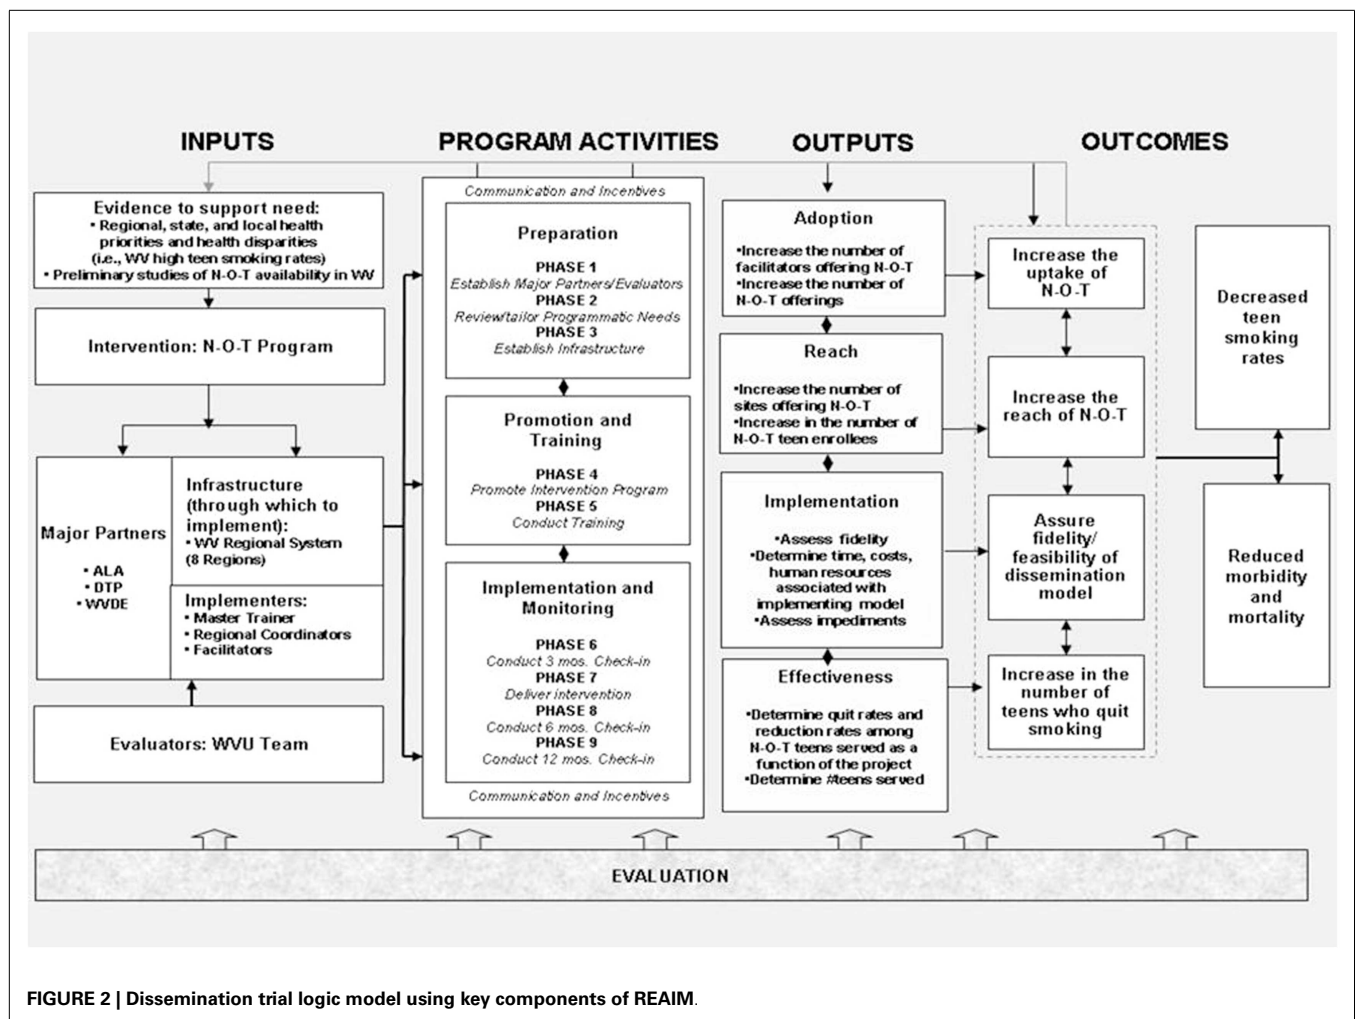 INPUTS
PROGRAM ACTIVITIES
OUTPUTS
OUTCOMES
Evidence to support need:
• Regional, state, and local health
priorities and health disparities
(i.e., WV high teen smoking rates)
• Preliminary studies of N-O-T availability in WV
Intervention: N-O-T Program
Major Partners
• ALA
• DTP
• WVDE
Infrastructure
(through which to
implement):
• WV Regional System
(8 Regions)
Implementers:
• Master Trainer
• Regional Coordinators
• Facilitators
Evaluators: WVU Team
Communication and Incentives
Preparation
PHASE 1
Establish Major Partners/Evaluators
PHASE 2
Review/tailor Programmatic Needs
PHASE 3
Establish Infrastructure
Promotion and
Training
PHASE 4
Promote Intervention Program
PHASE 5
Conduct Training
Implementation and
Monitoring
PHASE 6
Conduct 3 mos. Check-in
PHASE 7
Deliver intervention
PHASE 8
Conduct 6 mos. Check-in
PHASE 9
Conduct 12 mos. Check-in
Communication and Incentives
Adoption
•Increase the number of
facilitators offering N-O-T
•Increase the number of
N-O-T offerings
Reach
•Increase the number of
sites offering N-O-T
•Increase in the number of
N-O-T teen enrollees
Implementation
•Assess fidelity
•Determine time, costs,
human resources
associated with
implementing model
•Assess impediments
Effectiveness
•Determine quit rates and
reduction rates among
N-O-T teens served as a
function of the project
•Determine #teens served
Increase the
uptake of
N-O-T
Increase the
reach of N-O-T
Assure
fidelity/
feasibility of
dissemination
model
Increase in the
number of
teens who quit
smoking
Decreased
teen
smoking
rates
Reduced
morbidity
and
mortality
EVALUATION
FIGURE 2 | Dissemination trial logic model using key components of REAIM.